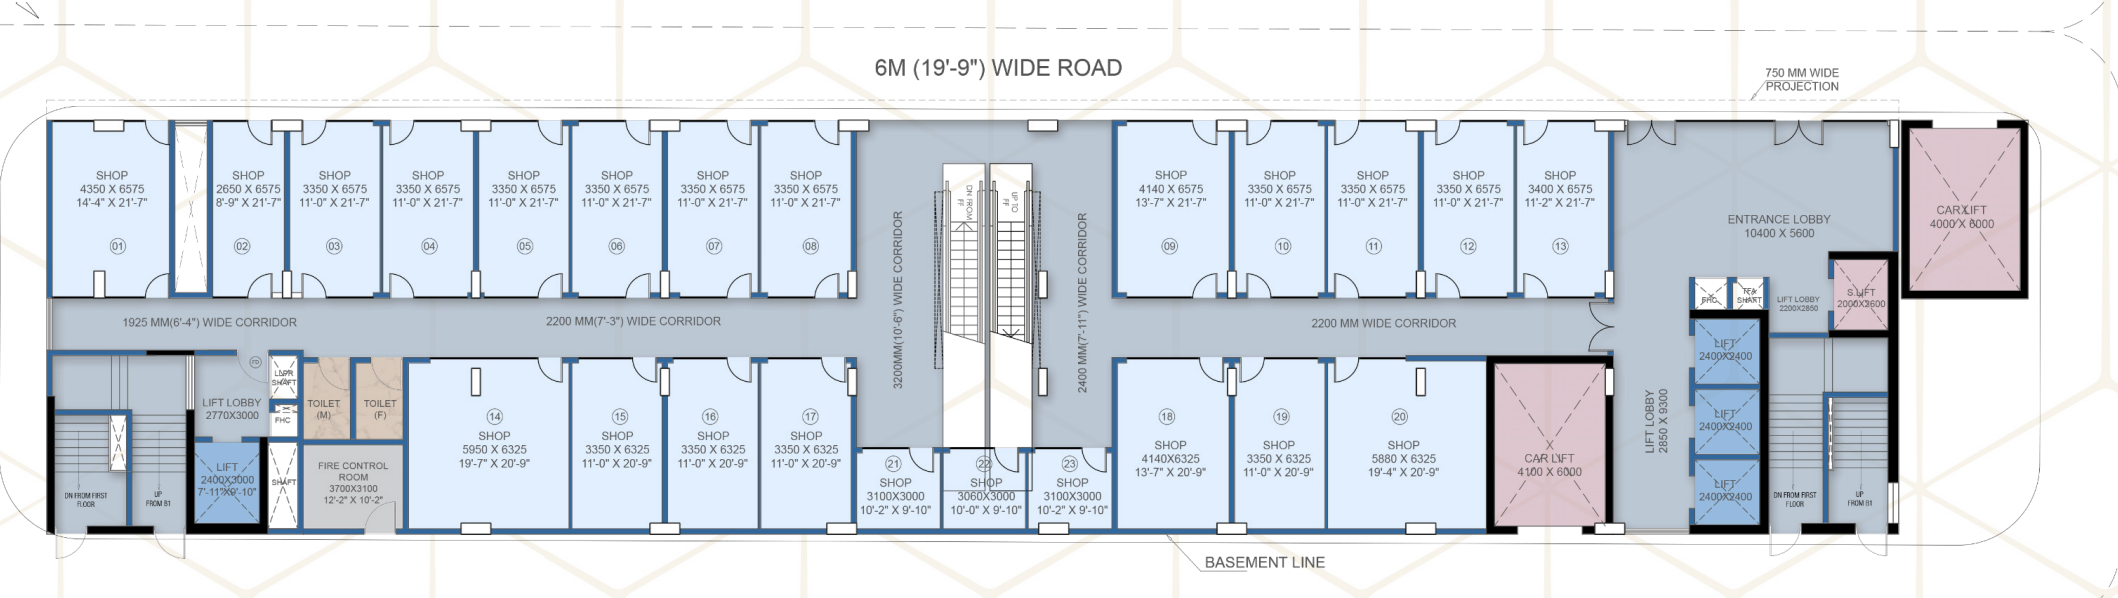 6M (19'-9") WIDE ROAD
750 MM WIDE
PROJECTION
SHOP
4350 X 6575
14'-4" X 21'-7"
01
SHOP
2650 X 6575
8'-9" X 21'-7"
02
SHOP
3350 X 6575
11'-0" X 21'-7"
03
SHOP
3350 X 6575
11'-0" X 21'-7"
04
SHOP
3350 X 6575
11'-0" X 21'-7"
05
SHOP
3350 X 6575
11'-0" X 21'-7"
06
SHOP
3350 X 6575
11'-0" X 21'-7"
07
SHOP
3350 X 6575
11'-0" X 21'-7"
08
3200MM(10'-6") WIDE CORRIDOR
DN FROM
FF
UP TO
FF
2400 MM(7'-11") WIDE CORRIDOR
SHOP
4140 X 6575
13'-7" X 21'-7"
09
SHOP
3350 X 6575
11'-0" X 21'-7"
10
SHOP
3350 X 6575
11'-0" X 21'-7"
11
SHOP
3350 X 6575
11'-0" X 21'-7"
12
SHOP
3400 X 6575
11'-2" X 21'-7"
13
ENTRANCE LOBBY
10400 X 5600
CAR LIFT
4000 X 6000
1925 MM(6'-4") WIDE CORRIDOR
2200 MM(7'-3") WIDE CORRIDOR
2200 MM WIDE CORRIDOR
FHC
SHAFT
LIFT LOBBY
2200X2850
S.LIFT
2000X2600
LIFT
2400X2400
LIFT
2400X2400
LIFT
2400X2400
LIFT LOBBY
2850 X 9300
DN FROM FIRST
FLOOR
UP
FROM B1
LIFT LOBBY
2770X3000
SHAFT
FHC
TOILET
(M)
TOILET
(F)
DN FROM FIRST
FLOOR
UP
FROM B1
LIFT
2400X3000
7'-11"X9'-10"
SHAFT
FIRE CONTROL
ROOM
3700X3100
12'-2" X 10'-2"
14
SHOP
5950 X 6325
19'-7" X 20'-9"
15
SHOP
3350 X 6325
11'-0" X 20'-9"
16
SHOP
3350 X 6325
11'-0" X 20'-9"
17
SHOP
3350 X 6325
11'-0" X 20'-9"
21
SHOP
3100X3000
10'-2" X 9'-10"
22
SHOP
3060X3000
10'-0" X 9'-10"
23
SHOP
3100X3000
10'-2" X 9'-10"
18
SHOP
4140X6325
13'-7" X 20'-9"
19
SHOP
3350 X 6325
11'-0" X 20'-9"
20
SHOP
5880 X 6325
19'-4" X 20'-9"
CAR LIFT
4100 X 6000
BASEMENT LINE